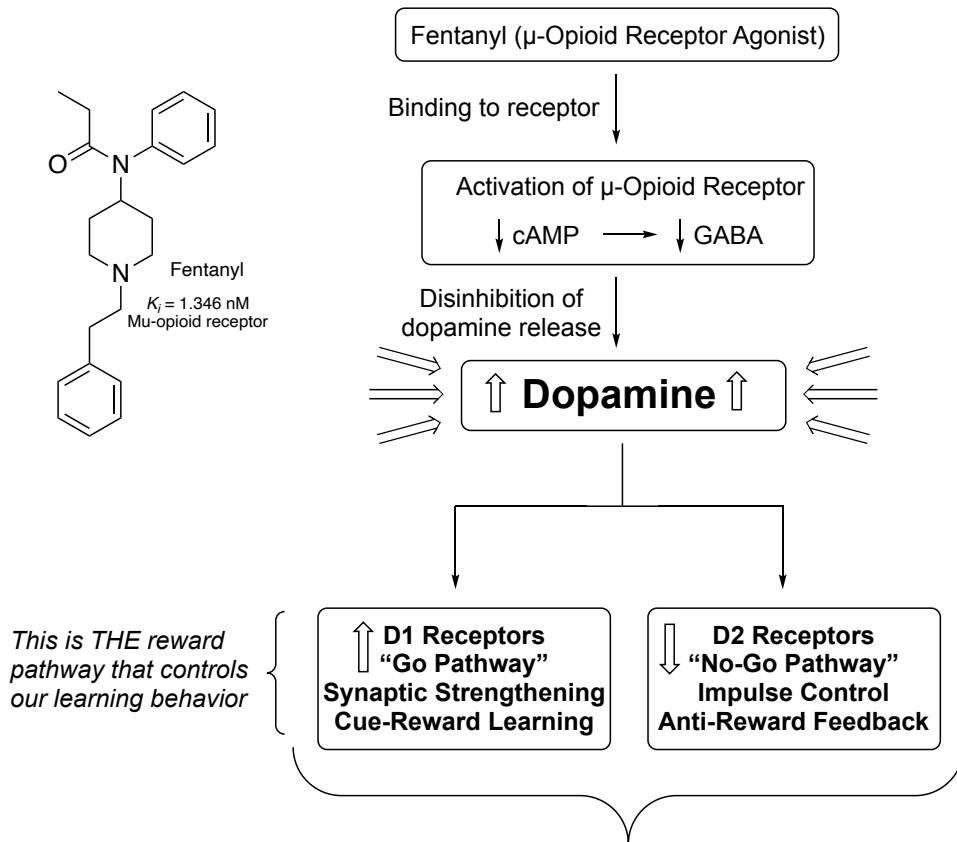 Fentanyl (μ-Opioid Receptor Agonist)
Binding to receptor
Activation of μ-Opioid Receptor
cAMP
GABA
O
N
N
Fentanyl
Ki = 1.346 nM
Mu-opioid receptor
Disinhibition of
dopamine release
Dopamine
This is THE reward
pathway that controls
our learning behavior
D1 Receptors
“Go Pathway”
Synaptic Strengthening
Cue-Reward Learning
D2 Receptors
“No-Go Pathway”
Impulse Control
Anti-Reward Feedback